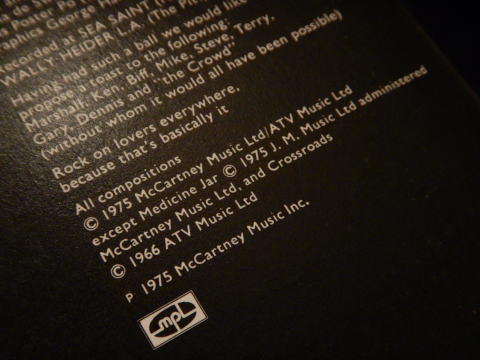 Graphics George
recorded at SEA SAINT
WALLY HEIDER L.A. (The Pits
Having had such a ball we would like
Propose a toast to the following:
Marshall, Ken, Biff, Mike, Steve, Terry,
Gary, Dennis and "the Crowd"
(without whom it would all have been possible)
Rock on lovers everywhere,
because that's basically it
All compositions
© 1975 McCartney Music Ltd/ATV Music Ltd
except Medicine Jar © 1975 J. M. Music Ltd administered
McCartney Music Ltd, and Crossroads
© 1966 ATV Music Ltd
P 1975 McCartney Music Inc.
mpl